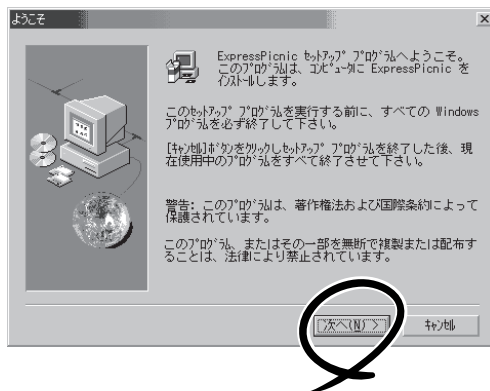 ようこそ
ExpressPicnic ｾｯﾄｱｯﾌﾟ ﾌﾟﾛｸﾞﾗﾑへようこそ。
このﾌﾟﾛｸﾞﾗﾑは、ｺﾝﾋﾟｭｰﾀに ExpressPicnic を
ｲﾝｽﾄｰﾙします。
このｾｯﾄｱｯﾌﾟ ﾌﾟﾛｸﾞﾗﾑを実行する前に、すべての Windows
ﾌﾟﾛｸﾞﾗﾑを必ず終了して下さい。
[ｷｬﾝｾﾙ]ﾎﾞﾀﾝをｸﾘｯｸしｾｯﾄｱｯﾌﾟ ﾌﾟﾛｸﾞﾗﾑを終了した後、現
在使用中のﾌﾟﾛｸﾞﾗﾑをすべて終了させて下さい。
警告: このﾌﾟﾛｸﾞﾗﾑは、著作権法および国際条約によって
保護されています。
このﾌﾟﾛｸﾞﾗﾑ、またはその一部を無断で複製または配布す
ることは、法律により禁止されています。
次へ(N) >
ｷｬﾝｾﾙ